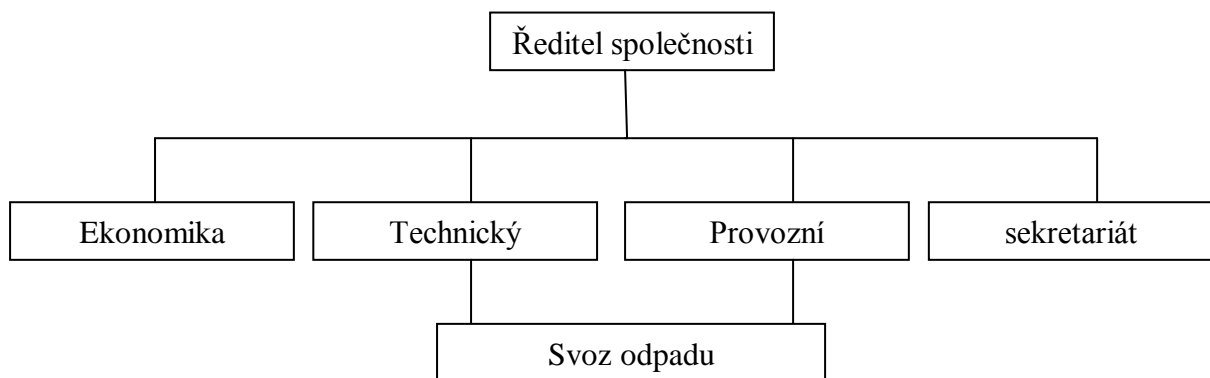 Ředitel společnosti
Ekonomika
Technický
Provozní
sekretariát
Svoz odpadu